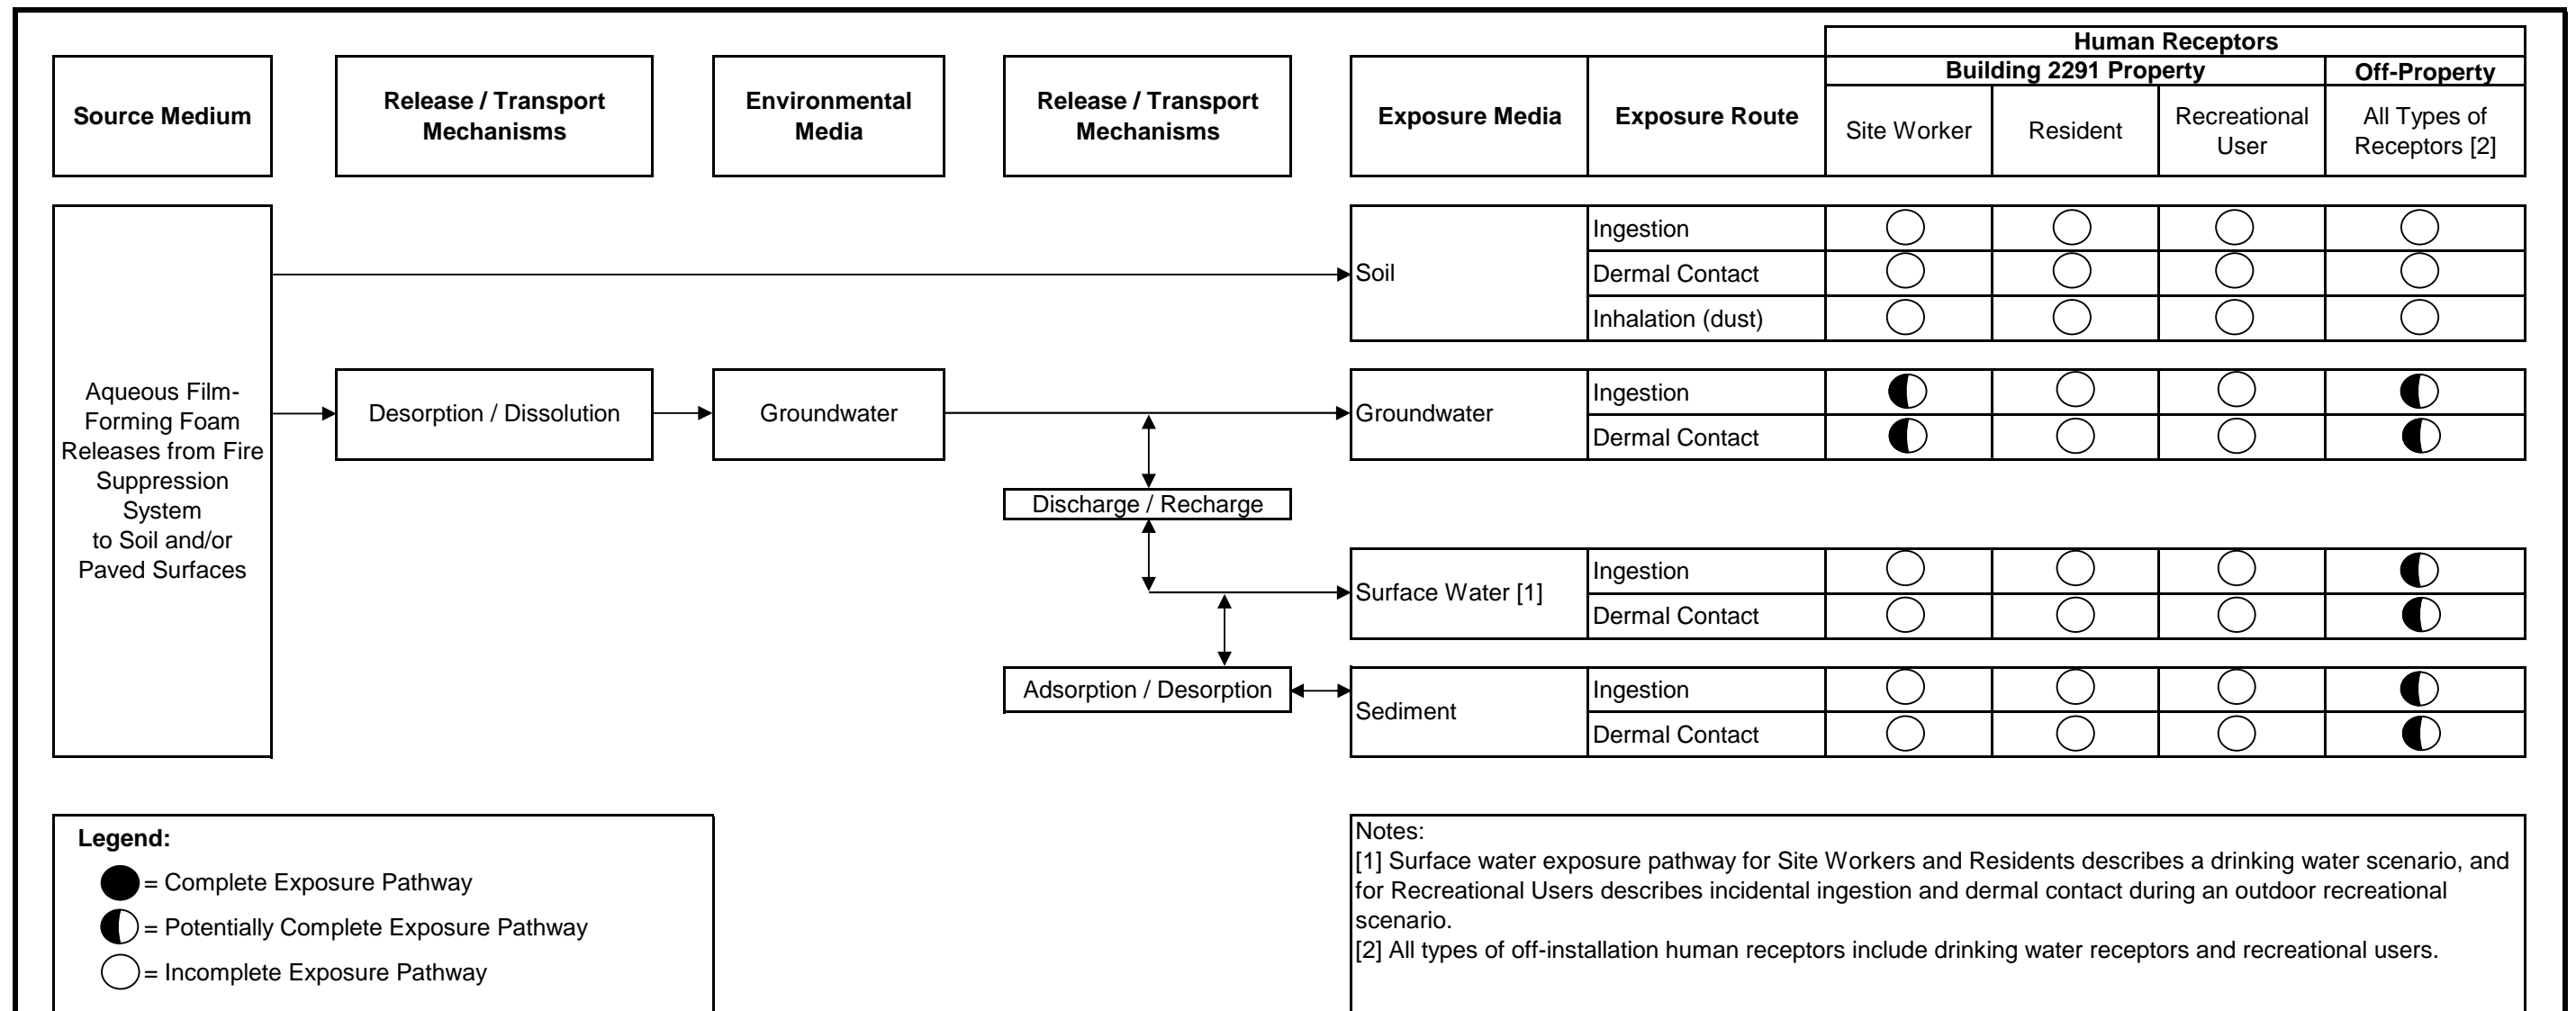 Human Receptors
Building 2291 Property
Off-Property
Source Medium
Release / Transport
Mechanisms
Environmental
Media
Release / Transport
Mechanisms
Exposure Media
Exposure Route
Site Worker
Resident
Recreational
User
All Types of
Receptors [2]
Aqueous Film-
Forming Foam
Releases from Fire
Suppression
System
to Soil and/or
Paved Surfaces
Soil
Ingestion
Dermal Contact
Inhalation (dust)
Desorption / Dissolution
Groundwater
Groundwater
Ingestion
Dermal Contact
Discharge / Recharge
Surface Water [1]
Ingestion
Dermal Contact
Adsorption / Desorption
Sediment
Ingestion
Dermal Contact
Legend:
= Complete Exposure Pathway
= Potentially Complete Exposure Pathway
= Incomplete Exposure Pathway
Notes:
[1] Surface water exposure pathway for Site Workers and Residents describes a drinking water scenario, and
for Recreational Users describes incidental ingestion and dermal contact during an outdoor recreational
scenario.
[2] All types of off-installation human receptors include drinking water receptors and recreational users.